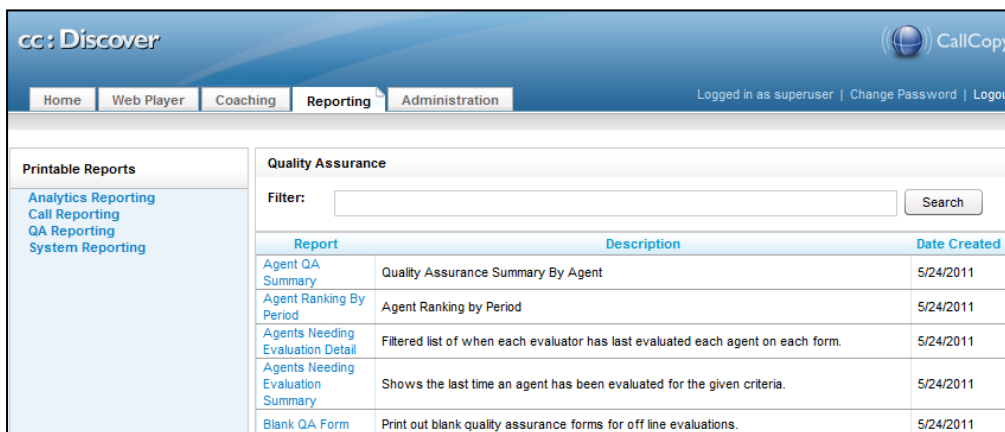 cc: Discover
CallCopy
Home Web Player Coaching Reporting Administration
Logged in as superuser | Change Password |
Printable Reports
Analytics Reporting
Call Reporting
QA Reporting
System Reporting
Quality Assurance
Filter:
Search
Report Description Date Created
Agent QA
Summary
Quality Assurance Summary By Agent
5/24/2011
Agent Ranking By
Period
Agent Ranking by Period
5/24/2011
Agents Needing
Evaluation Detail
Filtered list of when each evaluator has last evaluated each agent on each form.
5/24/2011
Agents Needing
Evaluation
Summary
Shows the last time an agent has been evaluated for the given criteria.
5/24/2011
Blank QA Form
Print out blank quality assurance forms for off line evaluations.
5/24/2011